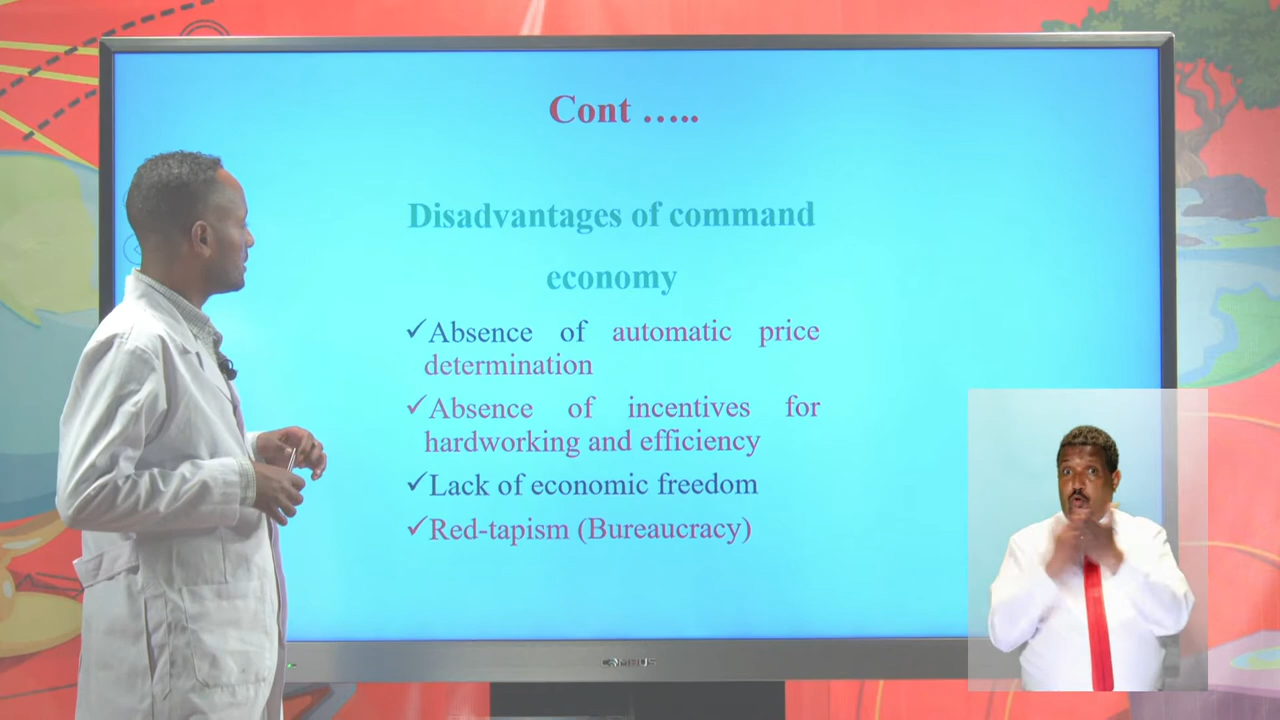 Cont …..
Disadvantages of command
economy
✓Absence of automatic price
determination
✓Absence of incentives for
hardworking and efficiency
✓Lack of economic freedom
✓Red-tapism (Bureaucracy)